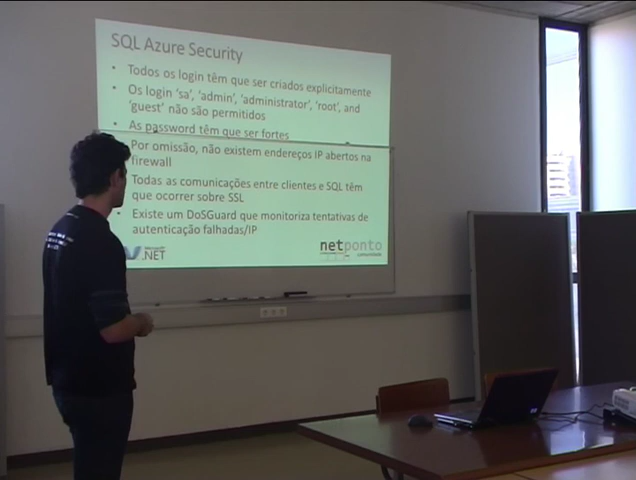 SQL Azure Security
• Todos os login têm que ser criados explicitamente
• Os login 'sa', 'admin', 'administrator', 'root', and
'guest' não são permitidos
• As password têm que ser fortes
Por omissão, não existem endereços IP abertos na
firewall
Todas as comunicações entre clientes e SQL têm
que ocorrer sobre SSL
• Existe um DoSGuard que monitoriza tentativas de
autenticação falhadas/IP
Microsoft
.NET
netponto
comunidade